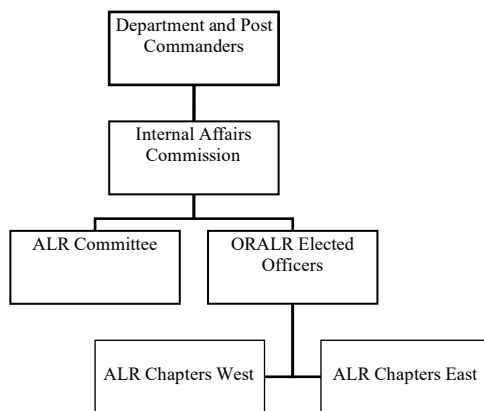 Department and Post
Commanders
Internal Affairs
Commission
ALR Committee
ORALR Elected
Officers
ALR Chapters West
ALR Chapters East